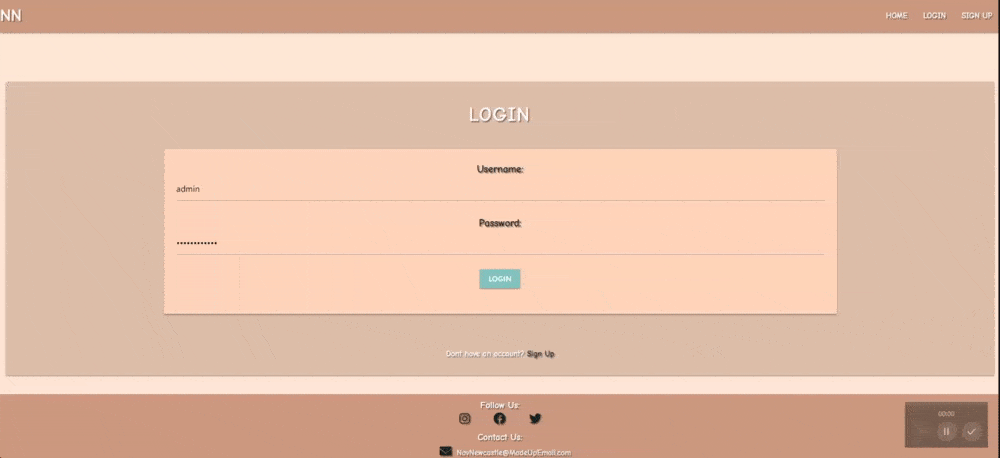 NN
HOME LOGIN SIGN UP
LOGIN
Username:
admin
Password:
••••••••••••
LOGIN
Dont have an account? Sign Up
Follow Us:
Contact Us:
NavNewcastle@MadeUpEmail.com
00:00